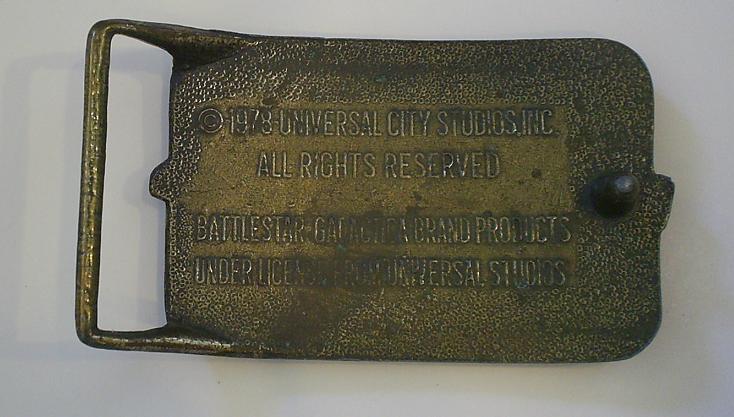 © 1978 UNIVERSAL CITY STUDIOS, INC.
ALL RIGHTS RESERVED
BATTLESTAR GALACTICA BRAND PRODUCTS
UNDER LICENSE FROM UNIVERSAL STUDIOS